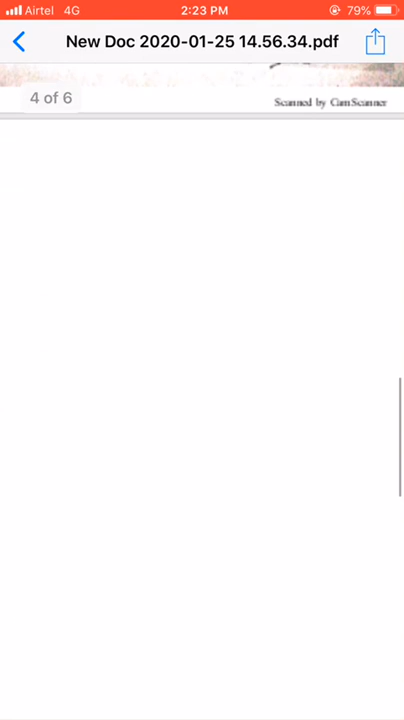 Airtel 4G 2:23 PM 79%
New Doc 2020-01-25 14.56.34.pdf
4 of 6
Scanned by CamScanner